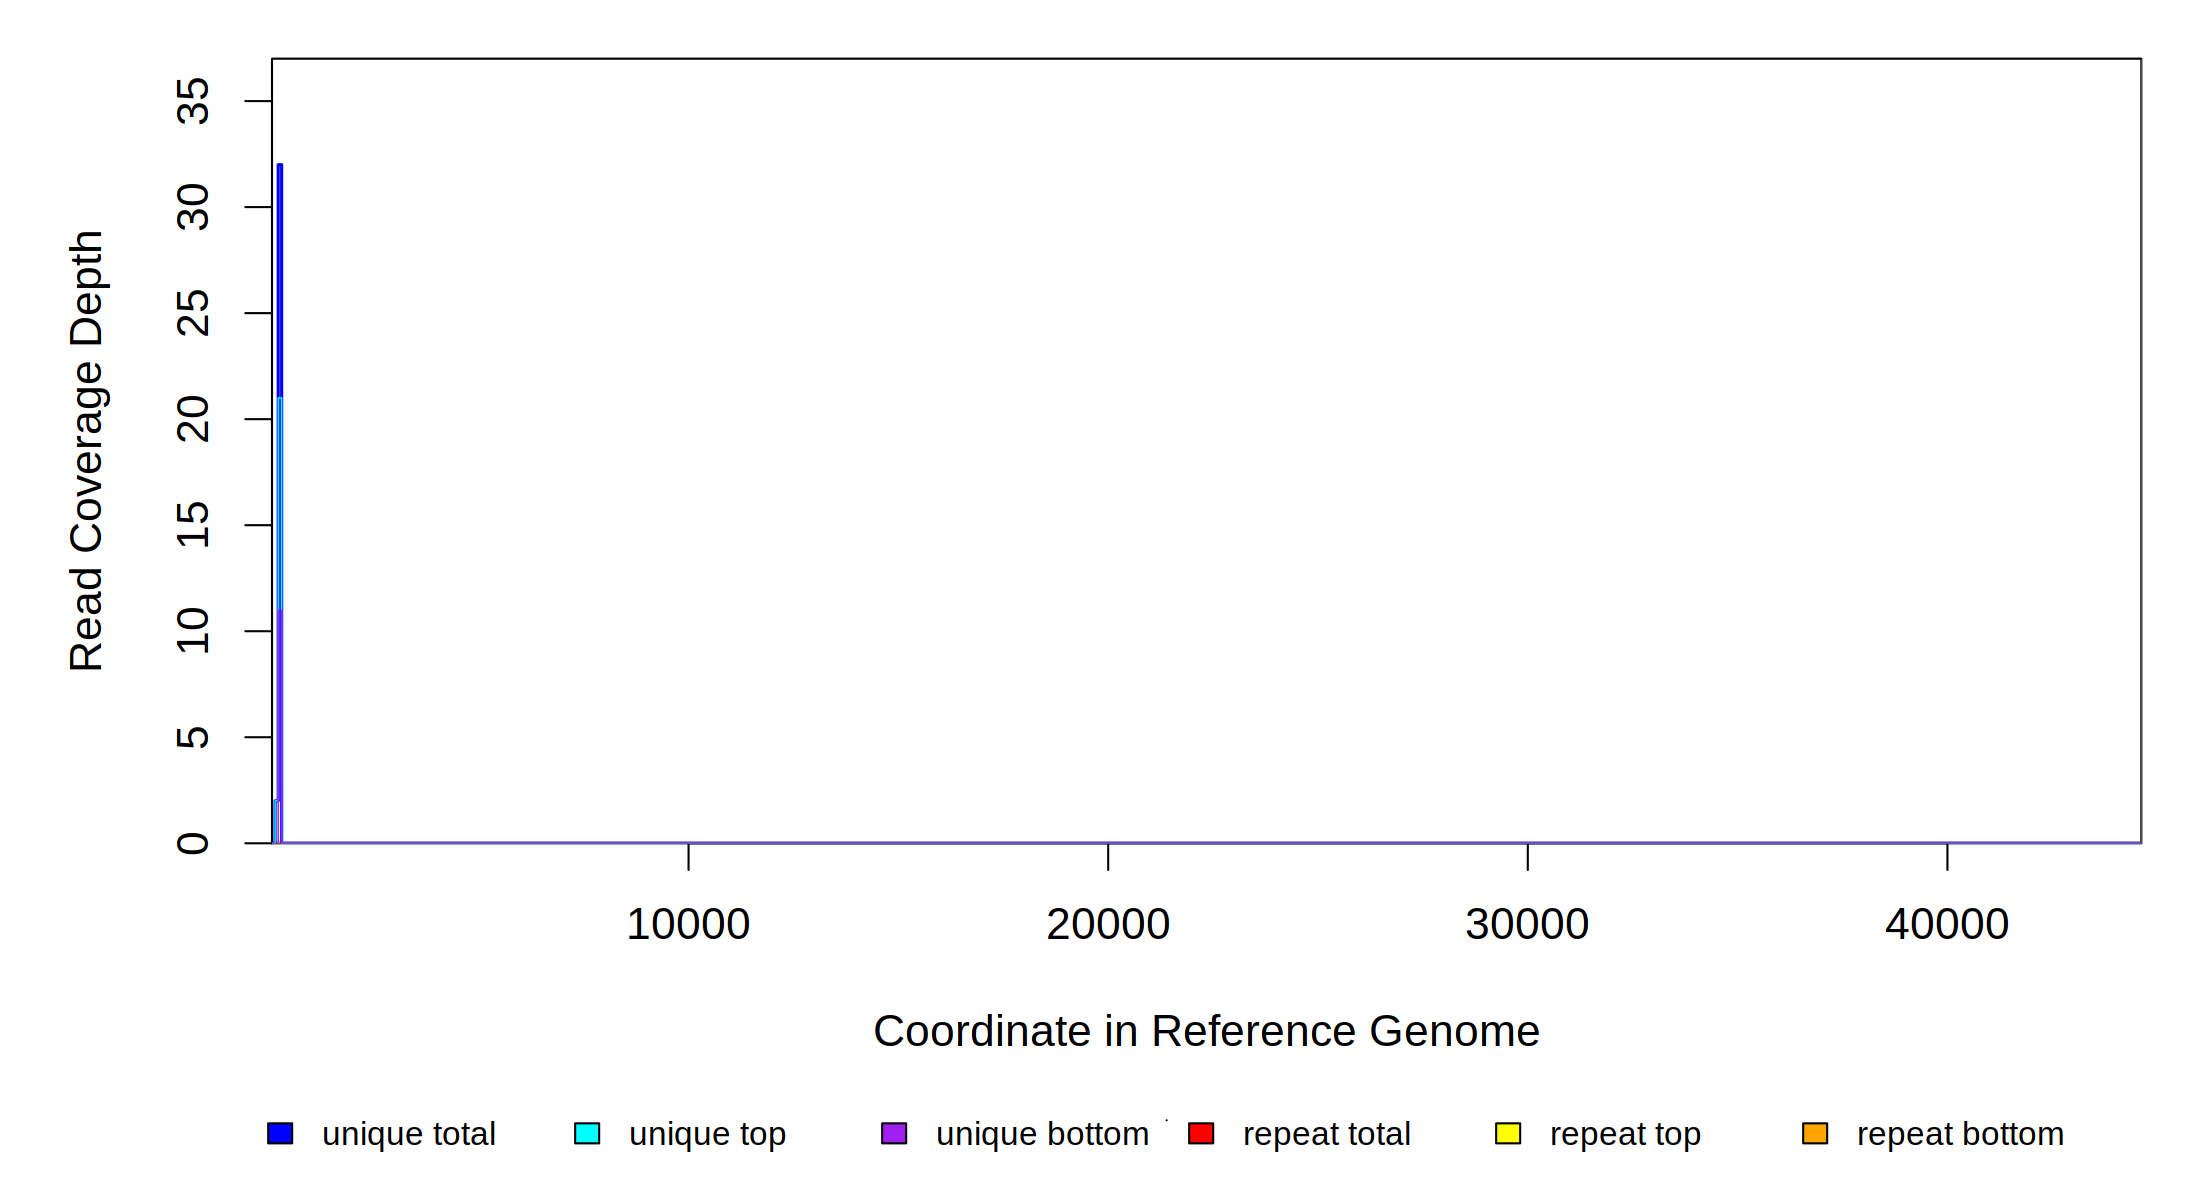 35
30
25
20
15
10
5
0
Read Coverage Depth
10000 20000 30000 40000
Coordinate in Reference Genome
unique total unique top unique bottom repeat total repeat top repeat bottom